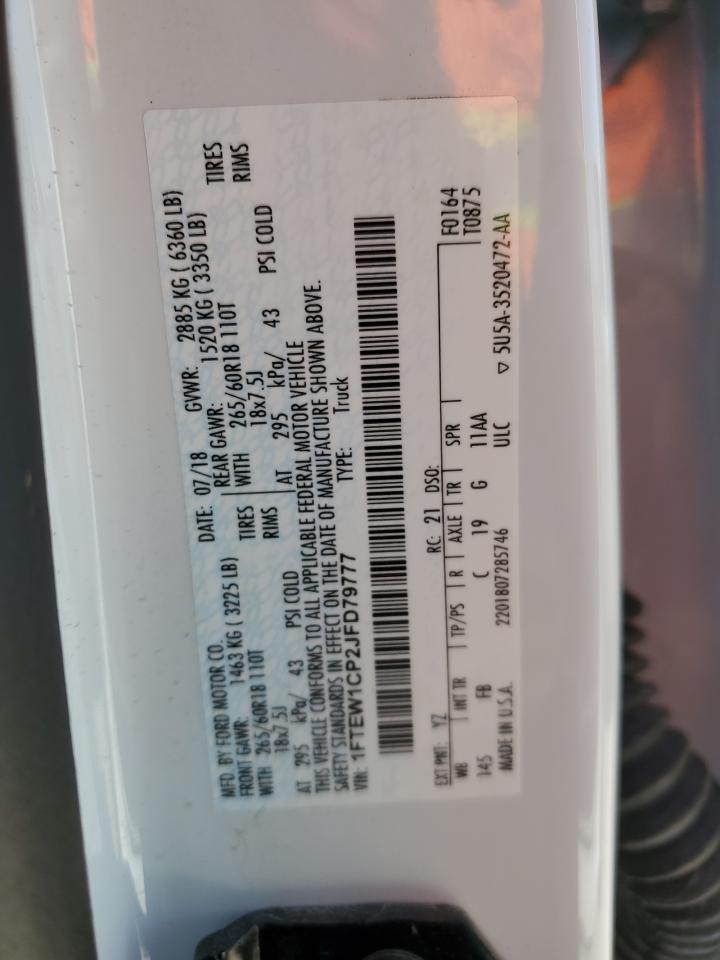 MFD. BY FORD MOTOR CO.
DATE: 07/18 GVWR: 2885 KG ( 6360 LB)
FRONT GAWR: 1463 KG ( 3225 LB) REAR GAWR: 1520 KG ( 3350 LB)
WITH 265/60R18 110T TIRES WITH 265/60R18 110T TIRES
18x7.5J RIMS 18x7.5J RIMS
AT 295 kPa/ 43 PSI COLD AT 295 kPa/ 43 PSI COLD
THIS VEHICLE CONFORMS TO ALL APPLICABLE FEDERAL MOTOR VEHICLE
SAFETY STANDARDS IN EFFECT ON THE DATE OF MANUFACTURE SHOWN ABOVE.
VIN: 1FTEW1CP2JFD79777 TYPE: Truck
EXT PNT: YZ RC: 21 DSO: F0164
WB INT TR TP/PS R AXLE TR SPR T0875
145 FB C 19 G 11AA
MADE IN U.S.A. 2201807285746 ULC ▽ 5U5A-3520472-AA